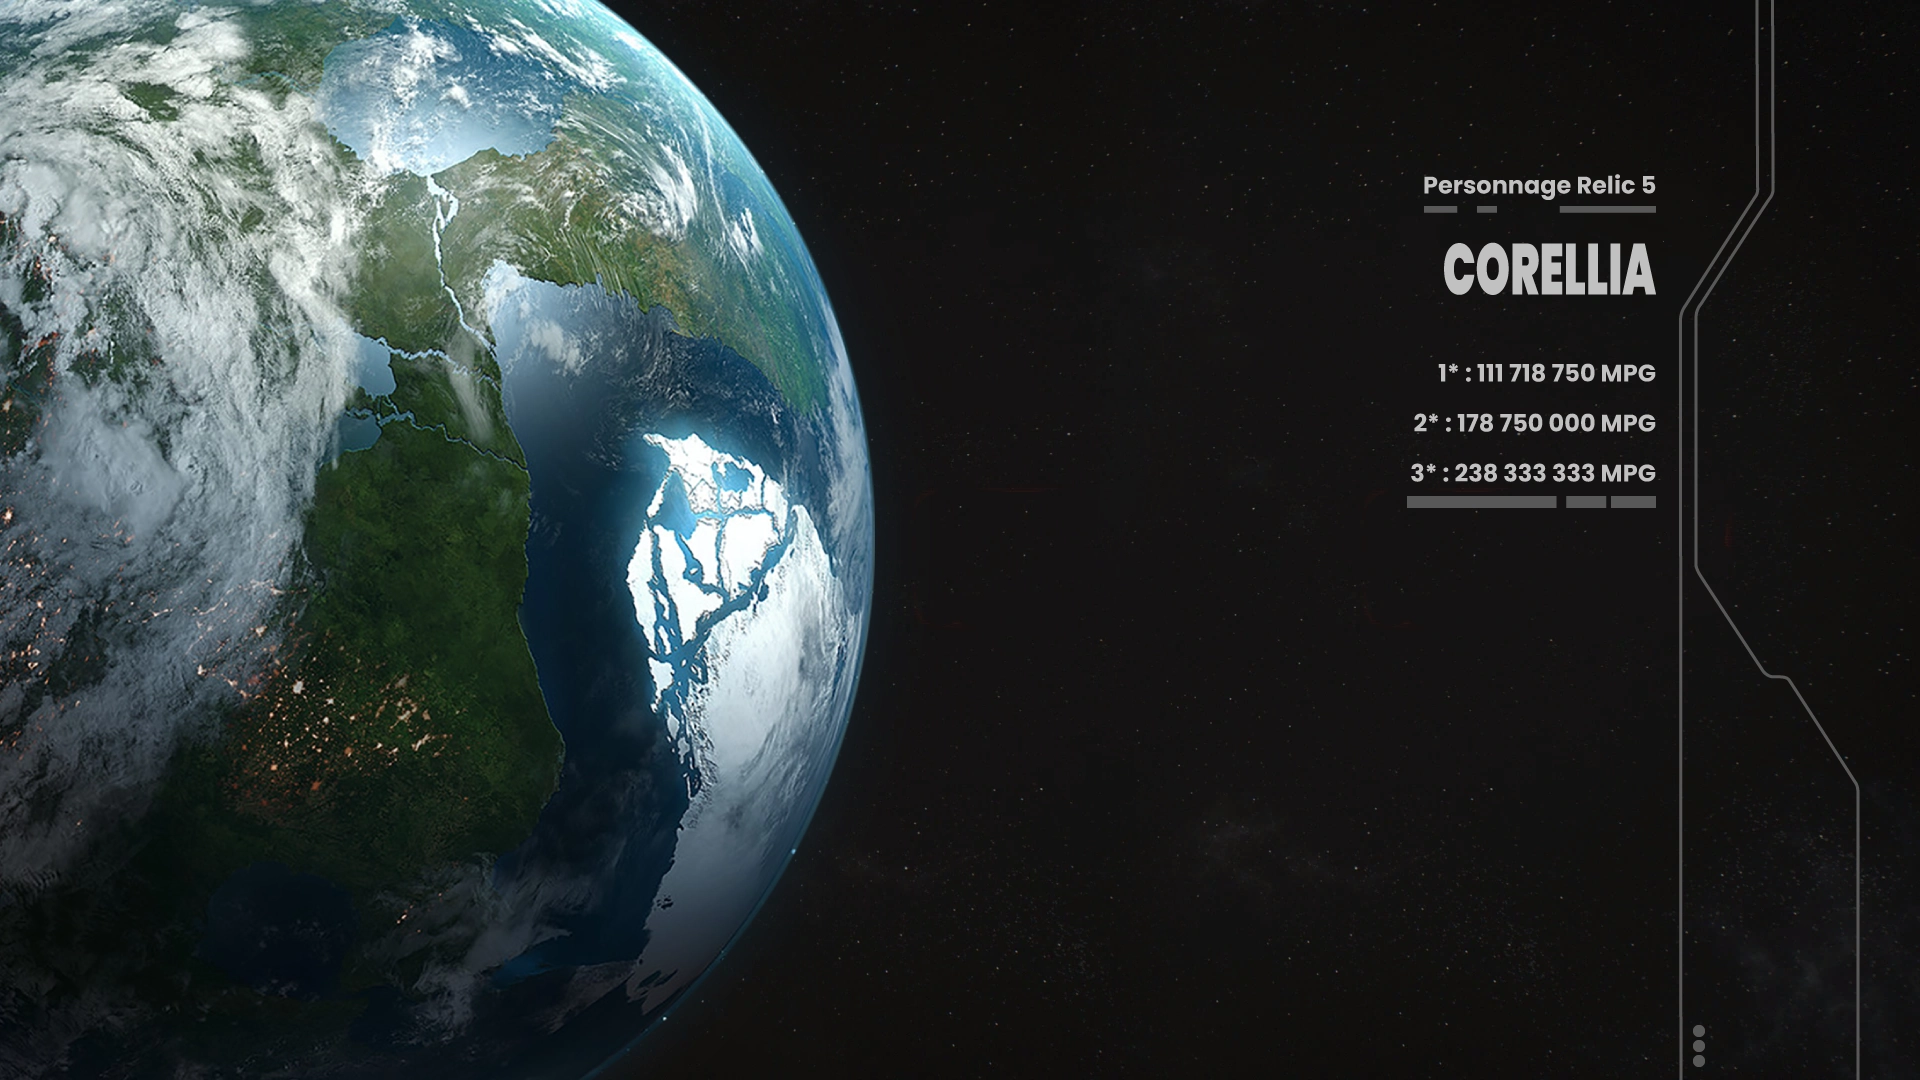 Personnage Relic 5
CORELLIA
1* : 111 718 750 MPG
2* : 178 750 000 MPG
3* : 238 333 333 MPG